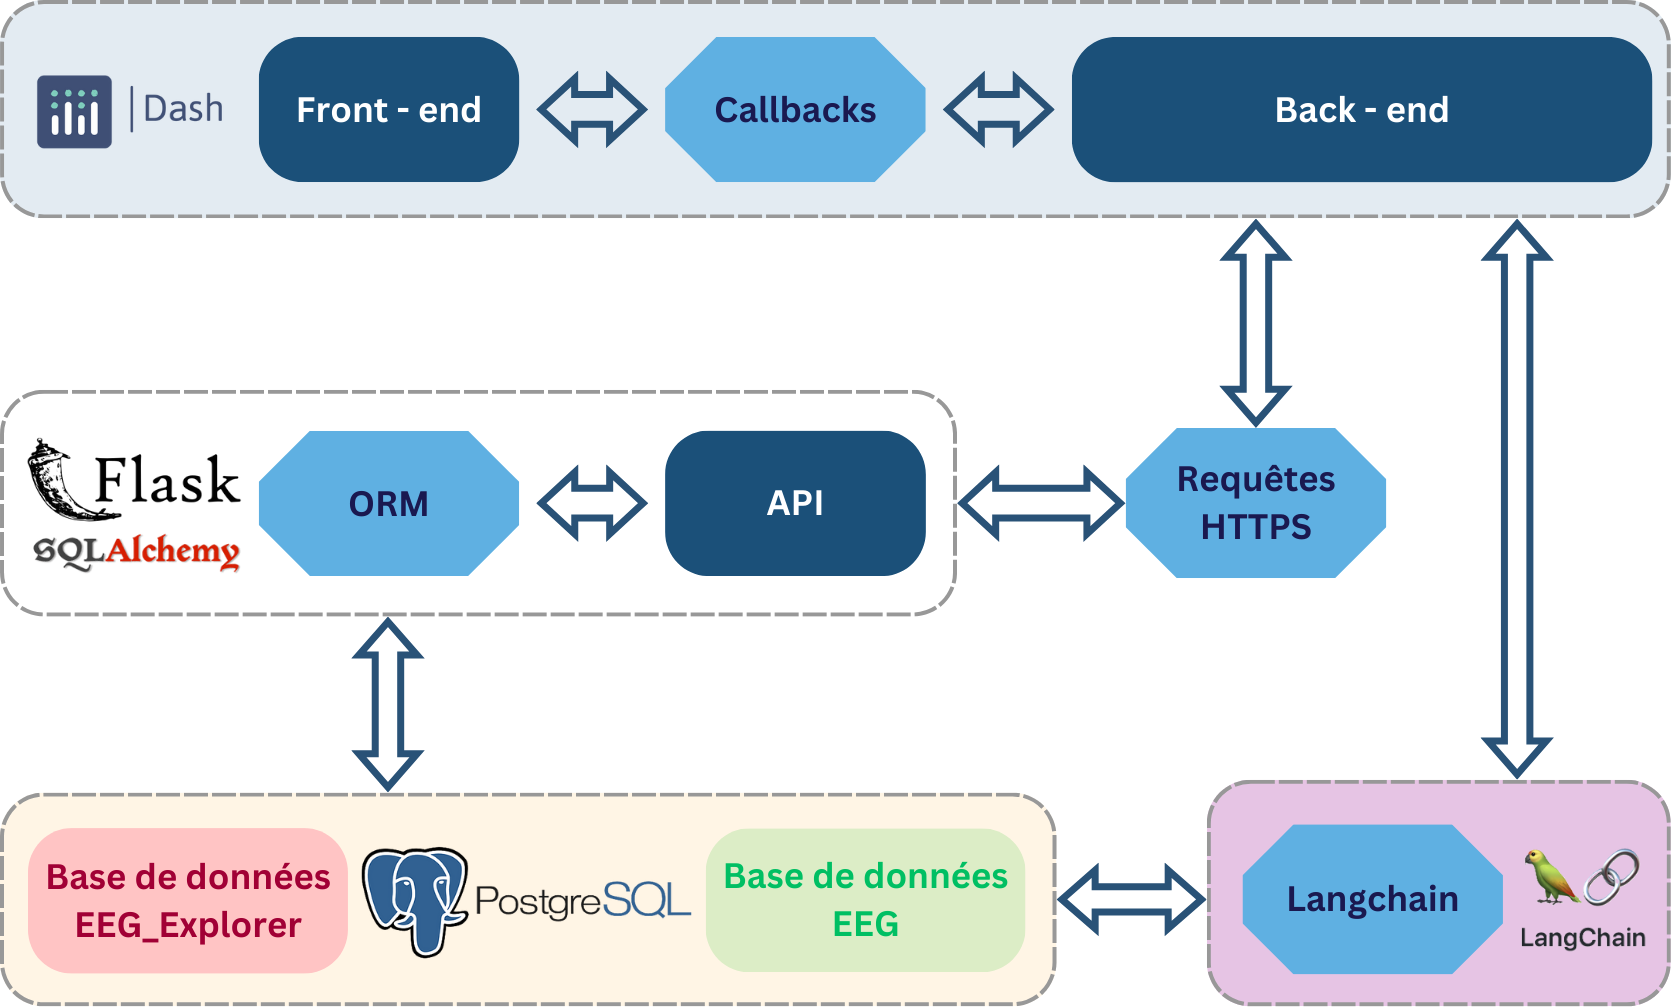 Dash
Front - end
Callbacks
Back - end
Flask
SQLAlchemy
ORM
API
Requêtes
HTTPS
Base de données
EEG_Explorer
PostgreSQL
Base de données
EEG
Langchain
LangChain